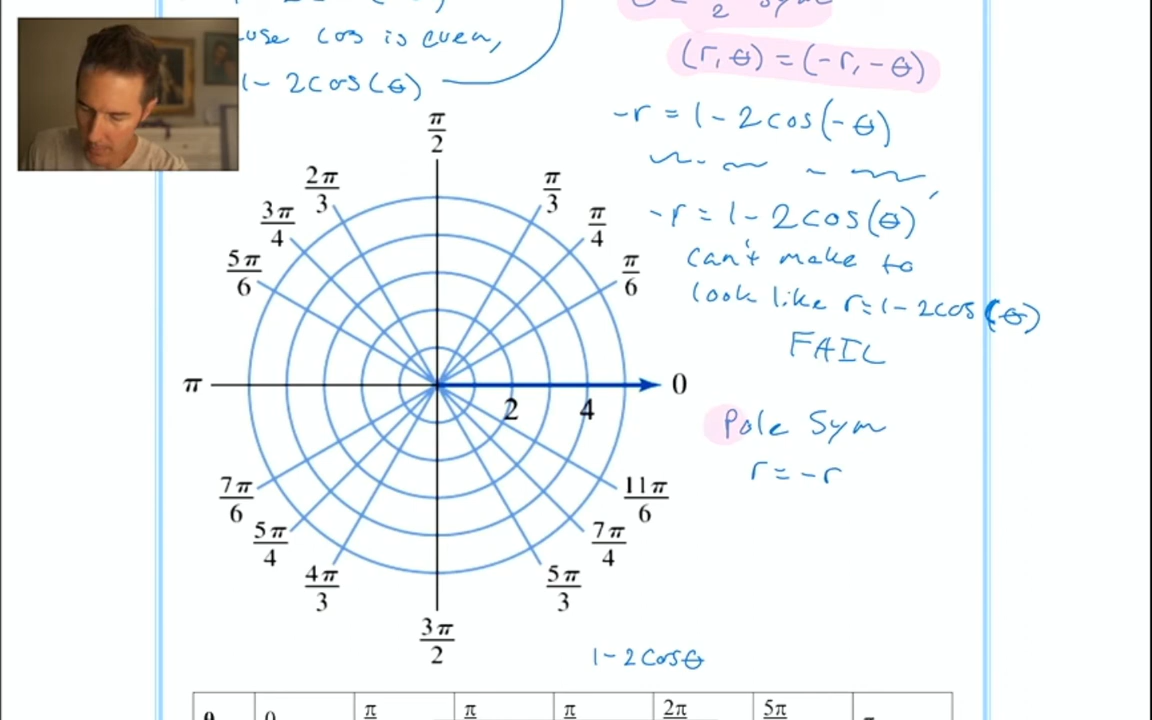 use cos is even,
1 - 2cos(θ)
2 sym
(r, θ) = (-r, -θ)
-r = 1 - 2cos(-θ)
-r = 1 - 2cos(θ)
can't make to
look like r = 1 - 2cos(θ)
FAIL
Pole Sym
r = -r
π/2
2π/3
π/3
3π/4
π/4
5π/6
π/6
π
0
2 4
7π/6
11π/6
5π/4
7π/4
4π/3
5π/3
3π/2
1 - 2cosθ
θ 0 π π π 2π 5π